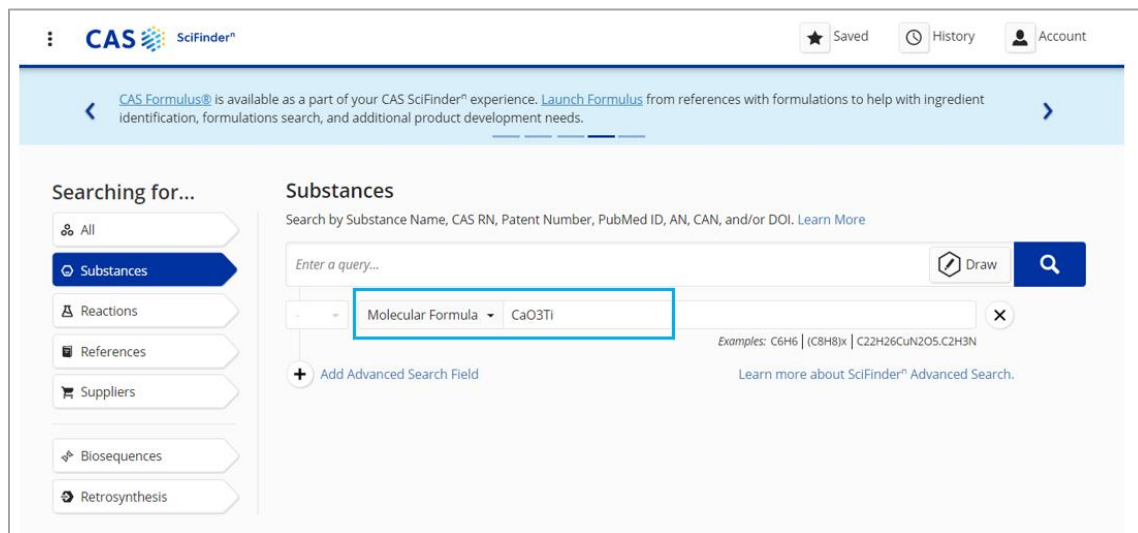 CAS SciFinderⁿ
Saved
History
Account
CAS Formulus® is available as a part of your CAS SciFinderⁿ experience. Launch Formulus from references with formulations to help with ingredient
identification, formulations search, and additional product development needs.
Searching for...
All
Substances
Reactions
References
Suppliers
Biosequences
Retrosynthesis
Substances
Search by Substance Name, CAS RN, Patent Number, PubMed ID, AN, CAN, and/or DOI. Learn More
Enter a query...
Draw
Molecular Formula CaO3Ti
Examples: C6H6 | (C8H8)x | C22H26CuN2O5.C2H3N
Add Advanced Search Field
Learn more about SciFinderⁿ Advanced Search.